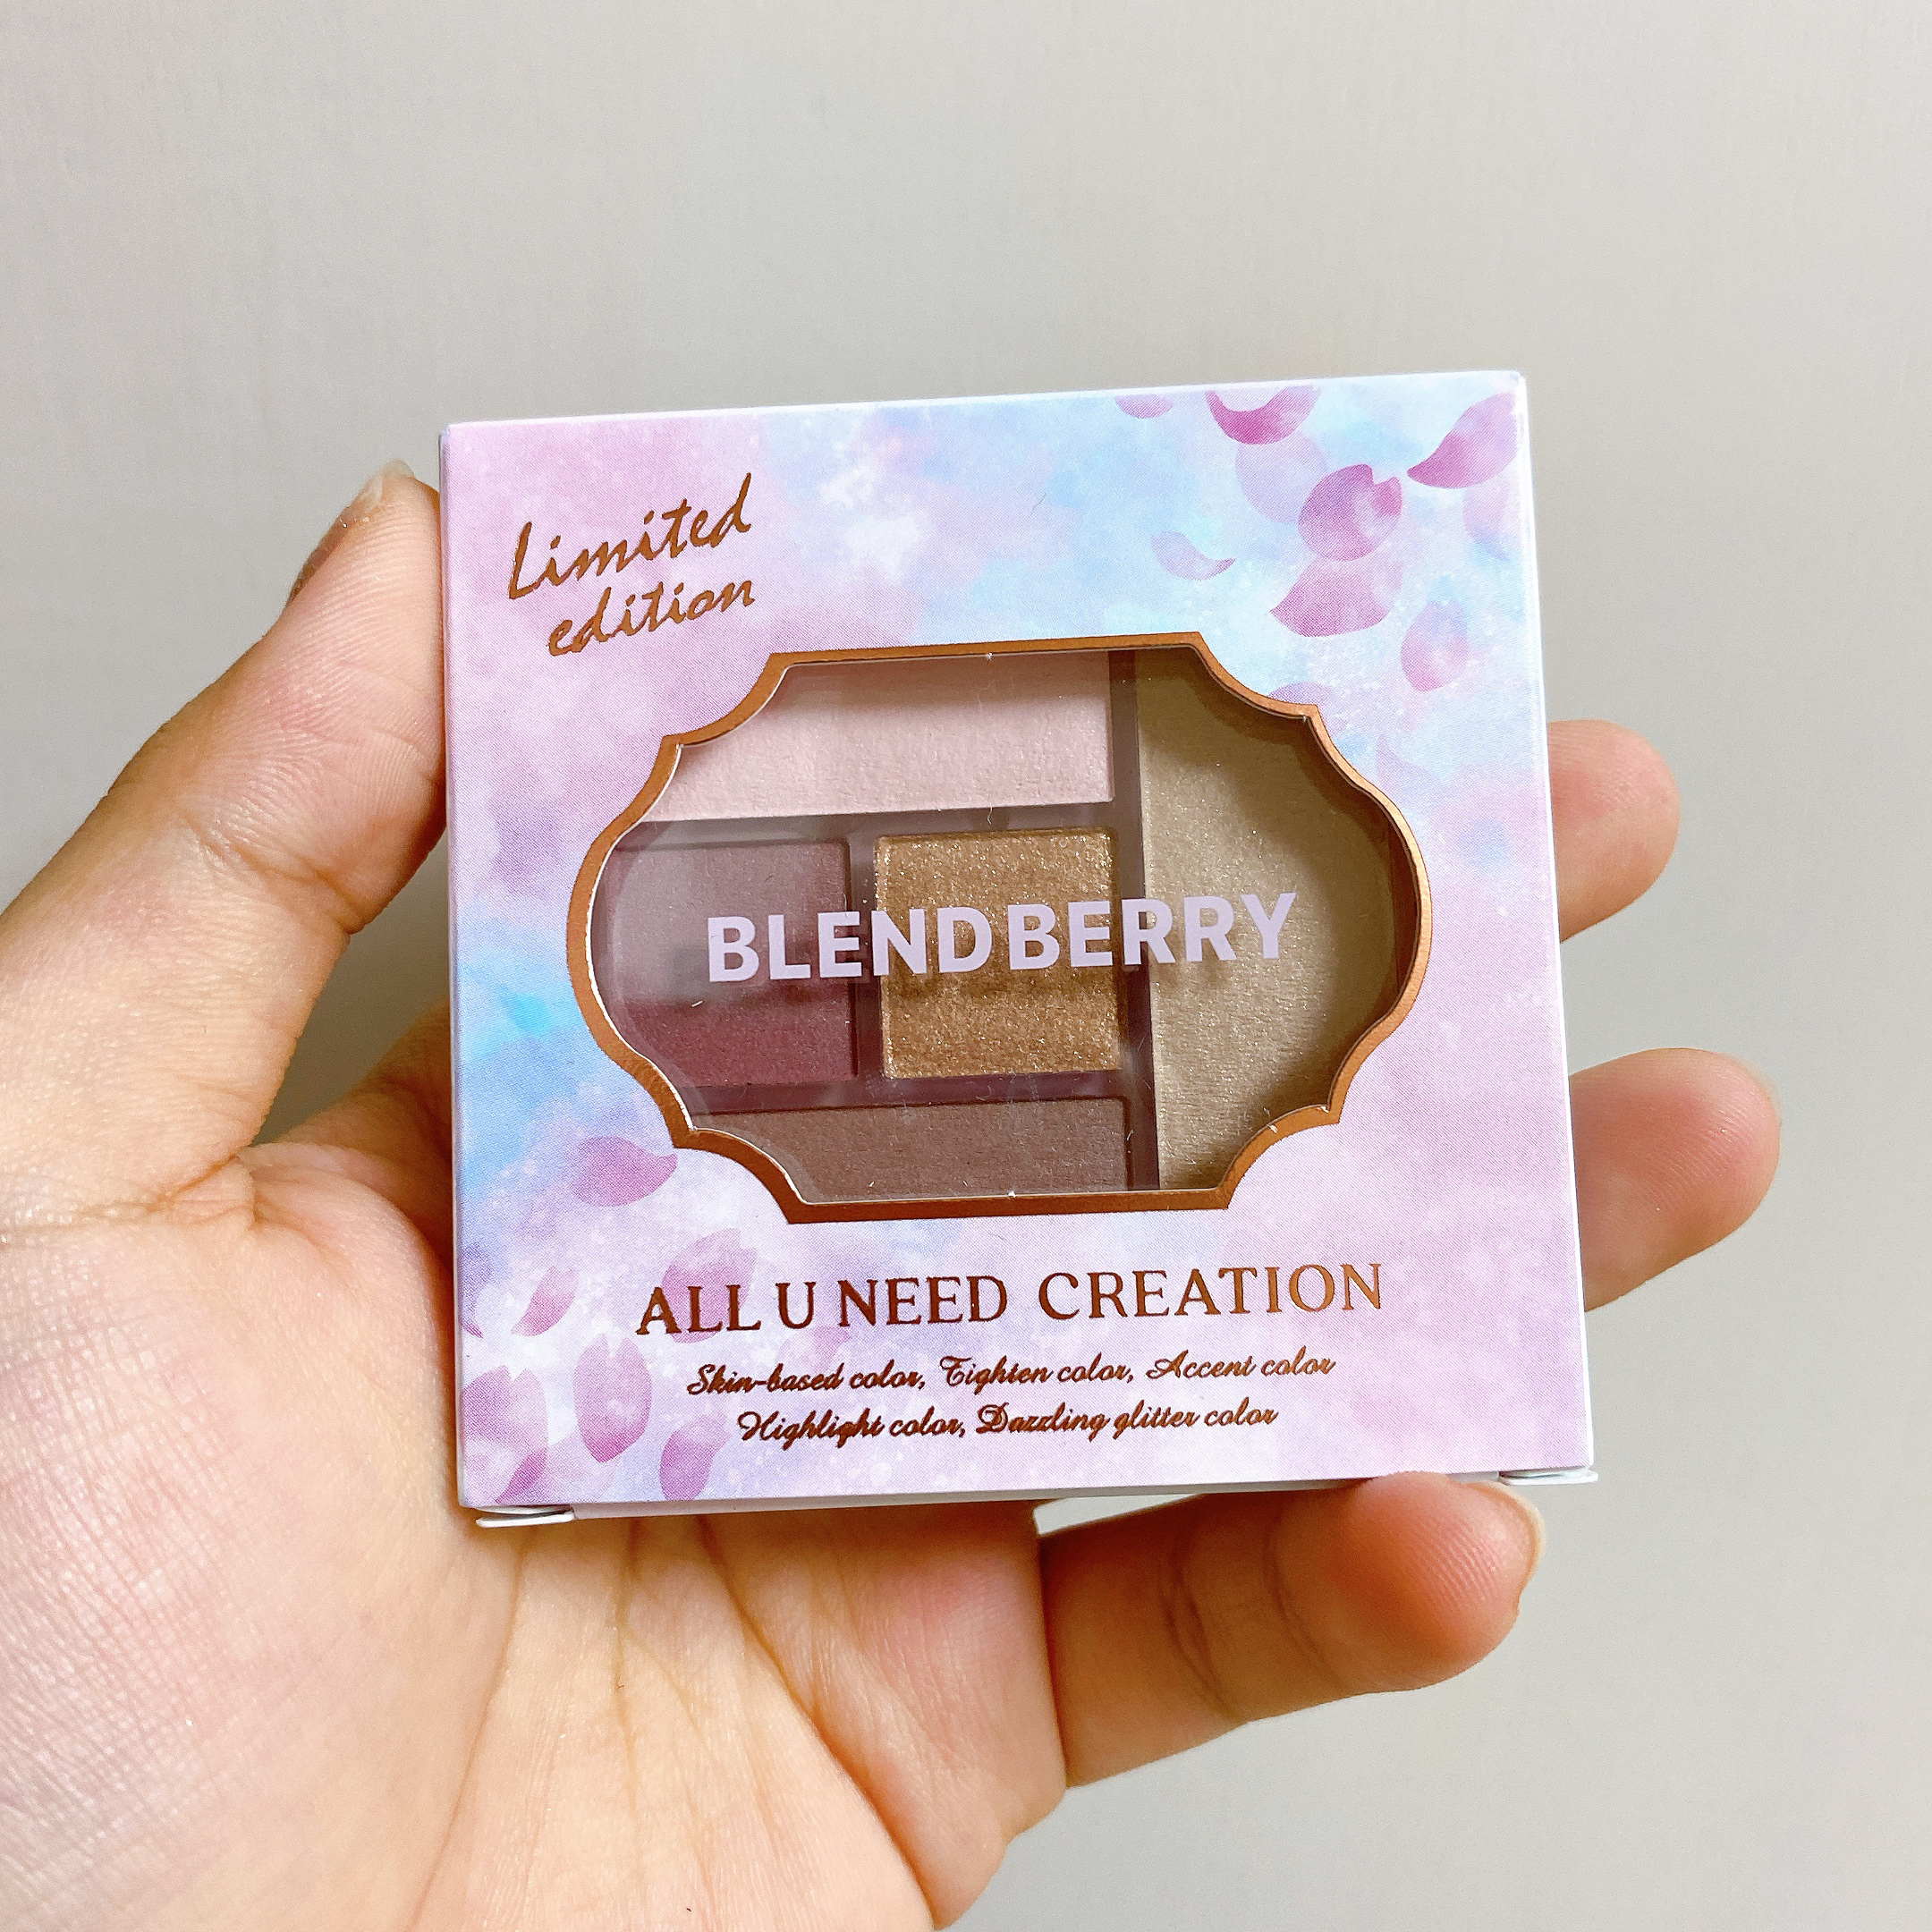 Limited
edition
BLEND BERRY
ALL U NEED CREATION
Skin-based color, Tighten color, Accent color
Highlight color, Dazzling glitter color